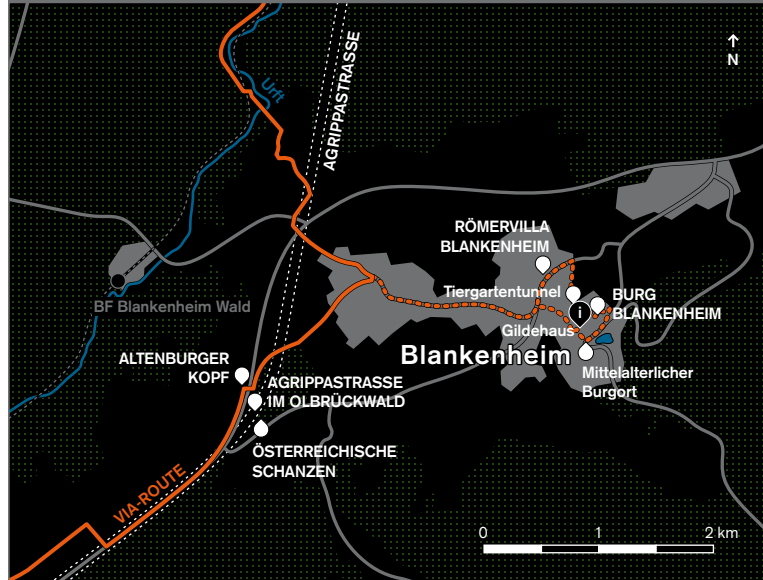 N
AGRIPPASTRASSE
Urft
RÖMERVILLA
BLANKENHEIM
Tiergartentunnel
BURG
BLANKENHEIM
i
Gildehaus
BF Blankenheim Wald
Blankenheim
Mittelalterlicher
Burgort
ALTENBURGER
KOPF
AGRIPPASTRASSE
IM OLBRÜCKWALD
ÖSTERREICHISCHE
SCHANZEN
VIA-ROUTE
0 1 2 km